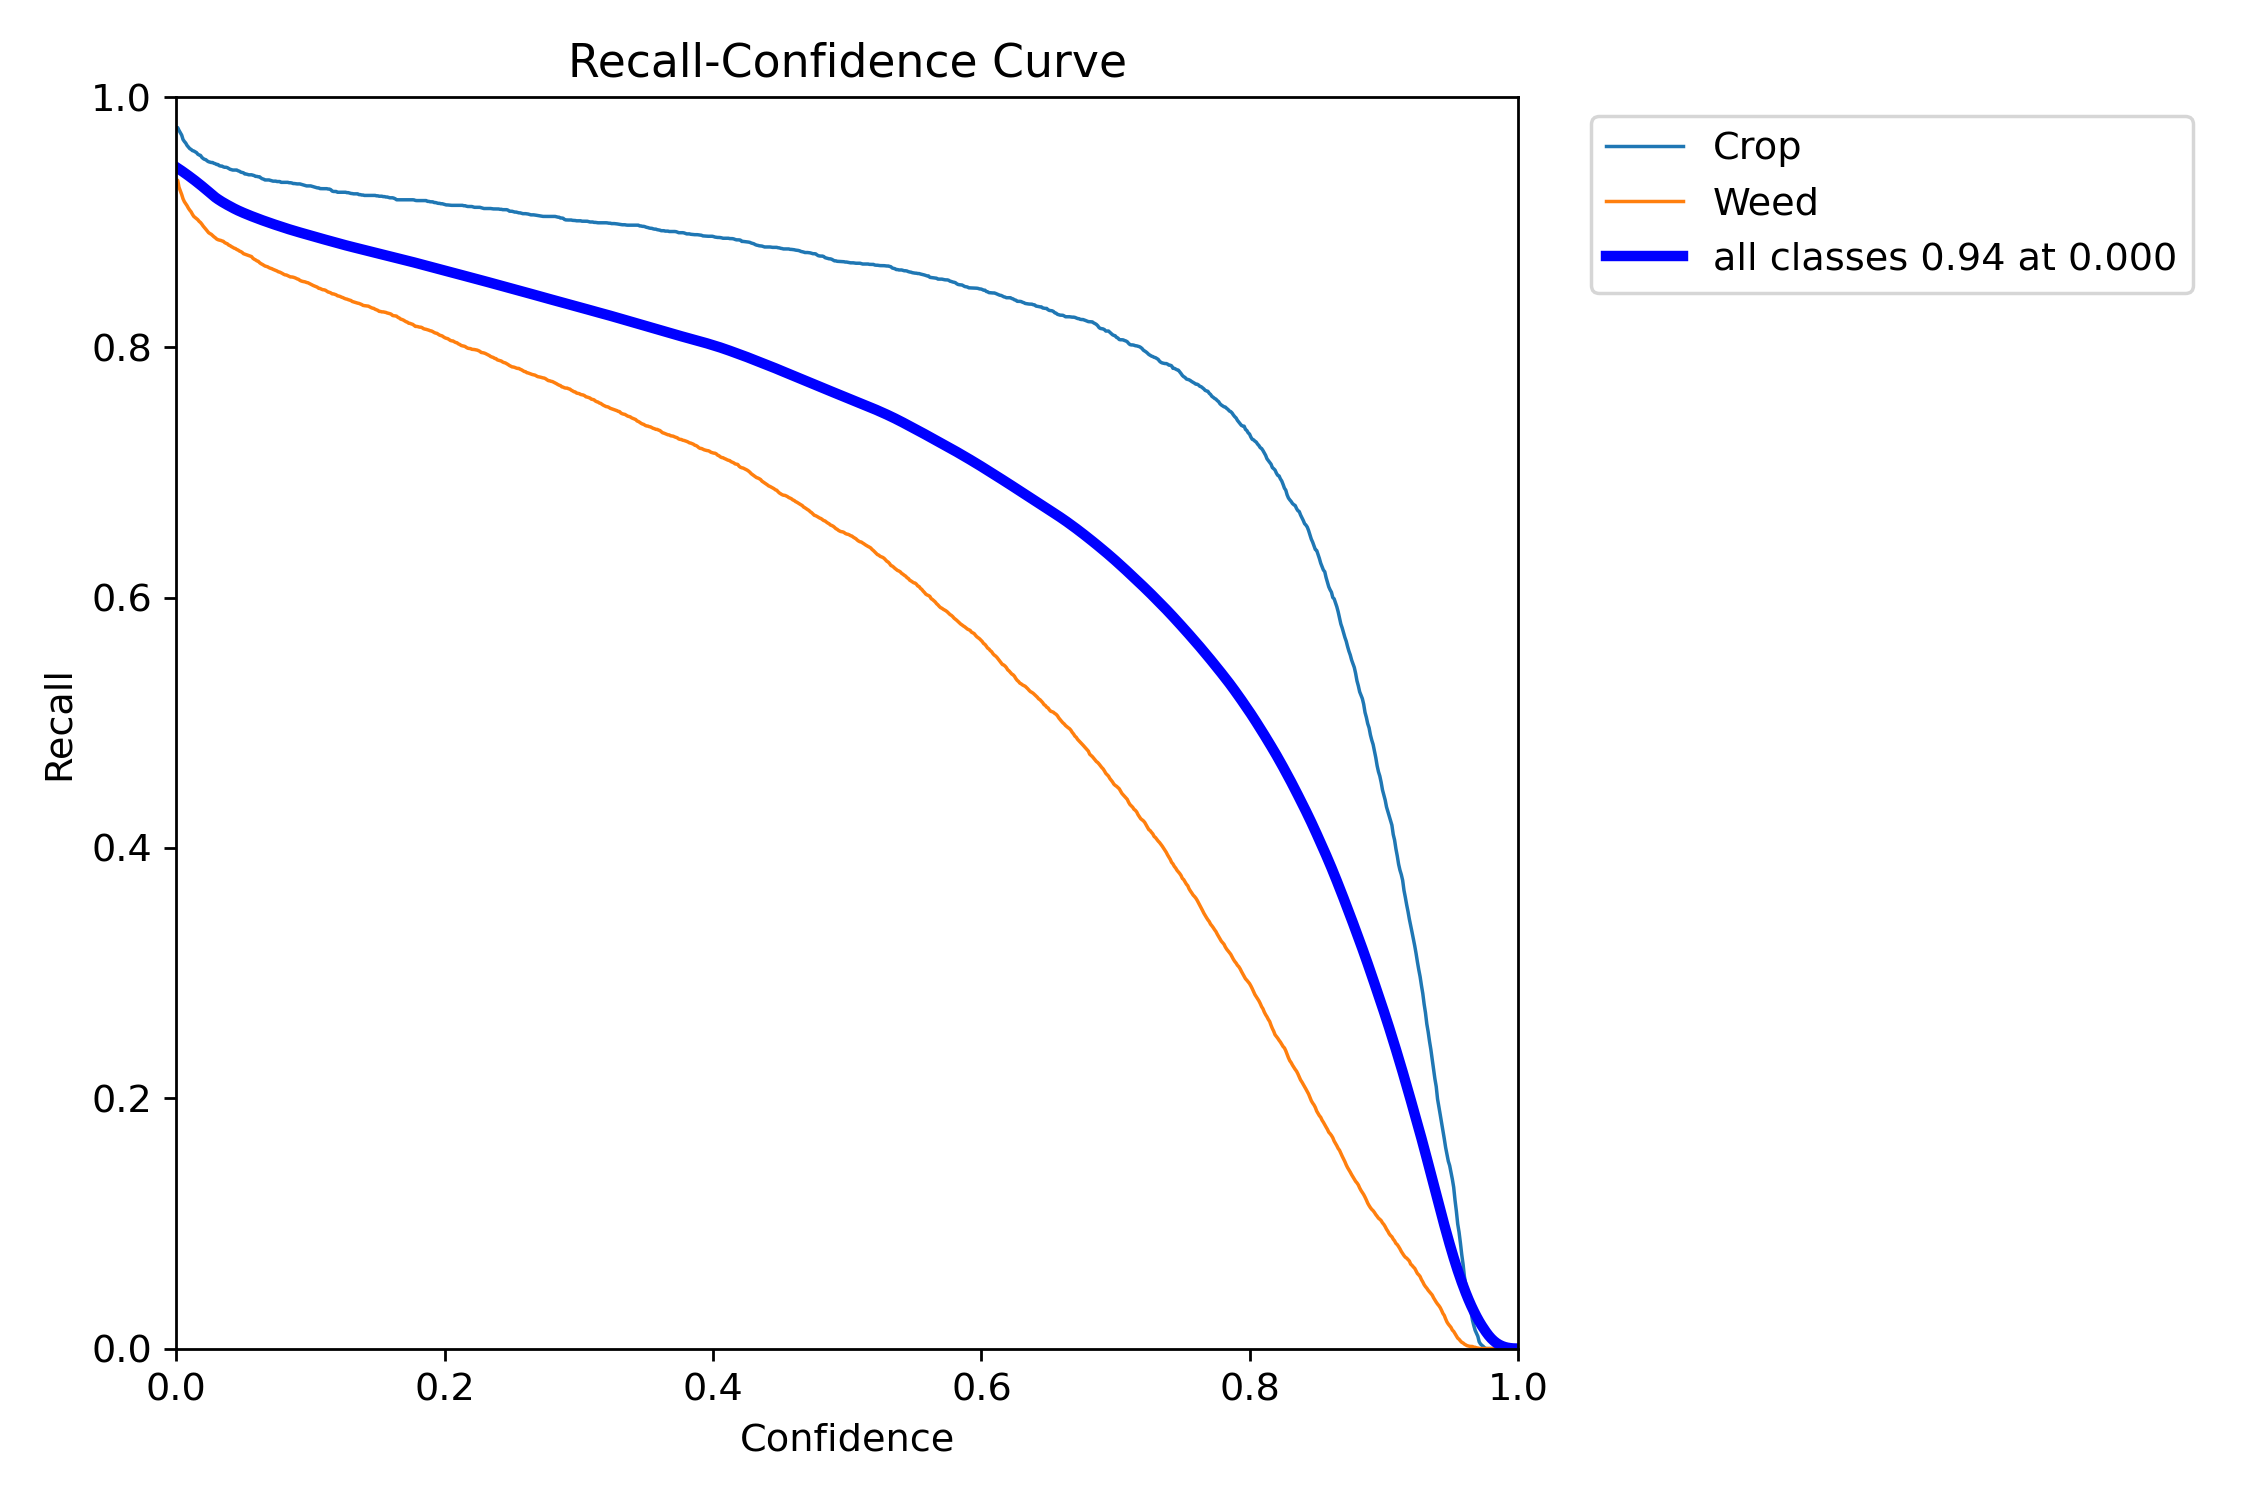 Recall-Confidence Curve
1.0
0.8
0.6
0.4
0.2
0.0
Recall
0.0 0.2 0.4 0.6 0.8 1.0
Confidence
Crop
Weed
all classes 0.94 at 0.000